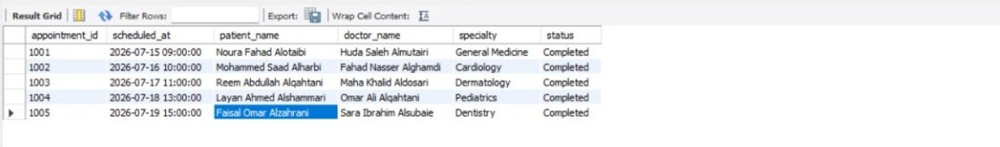 Result Grid Filter Rows: Export: Wrap Cell Content:
appointment_id scheduled_at patient_name doctor_name specialty status
1001 2026-07-15 09:00:00 Noura Fahad Alotaibi Huda Saleh Almutairi General Medicine Completed
1002 2026-07-16 10:00:00 Mohammed Saad Alharbi Fahad Nasser Alghamdi Cardiology Completed
1003 2026-07-17 11:00:00 Reem Abdullah Alqahtani Maha Khalid Aldosari Dermatology Completed
1004 2026-07-18 13:00:00 Layan Ahmed Alshammari Omar Ali Alqahtani Pediatrics Completed
1005 2026-07-19 15:00:00 Faisal Omar Alzahrani Sara Ibrahim Alsubaie Dentistry Completed